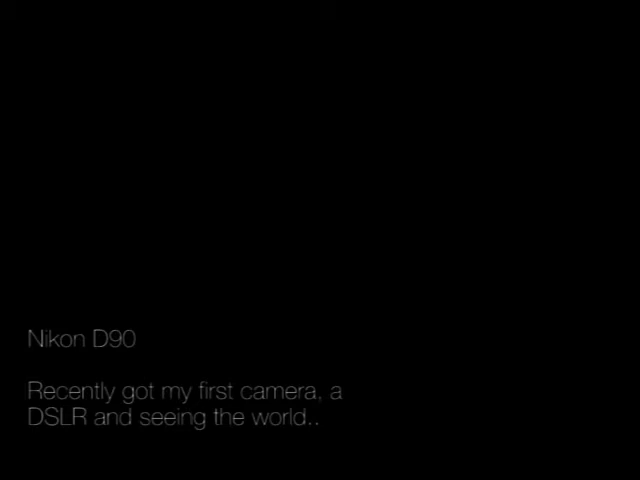 Nikon D90
Recently got my first camera, a
DSLR and seeing the world..